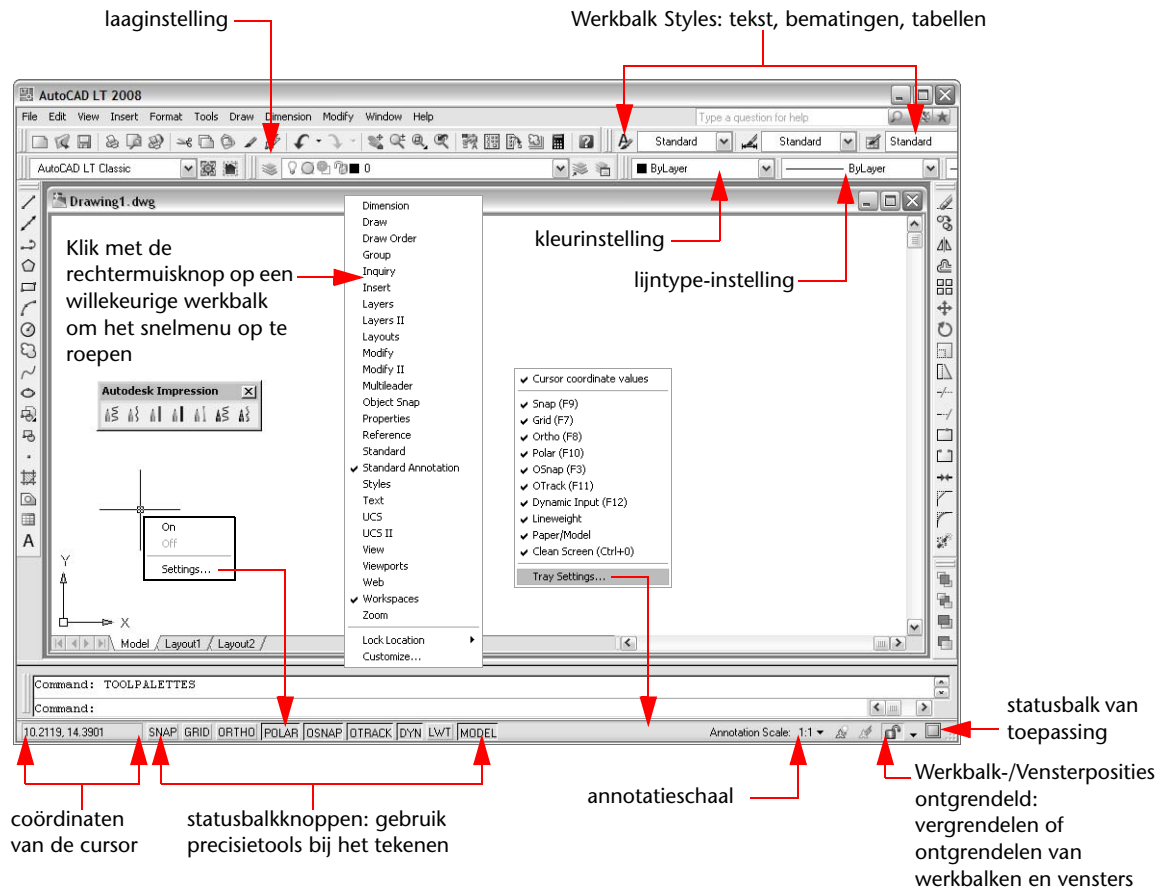 laaginstelling
Werkbalk Styles: tekst, bematingen, tabellen
AutoCAD LT 2008
File Edit View Insert Format Tools Draw Dimension Modify Window Help
Type a question for help
Standard Standard Standard
AutoCAD LT Classic
0
ByLayer ByLayer
Drawing1.dwg
Klik met de
rechtermuisknop op een
willekeurige werkbalk
om het snelmenu op te
roepen
kleurinstelling
lijntype-instelling
Dimension
Draw
Draw Order
Group
Inquiry
Insert
Layers
Layers II
Layouts
Modify
Modify II
Multileader
Object Snap
Properties
Reference
Standard
Standard Annotation
Styles
Text
UCS
UCS II
View
Viewports
Web
Workspaces
Zoom
Lock Location
Customize...
Autodesk Impression
Cursor coordinate values
Snap (F9)
Grid (F7)
Ortho (F8)
Polar (F10)
OSnap (F3)
OTrack (F11)
Dynamic Input (F12)
Lineweight
Paper/Model
Clean Screen (Ctrl+0)
Tray Settings...
A
On
Off
Settings...
Y
X
Model Layout1 Layout2
Command: TOOLPALETTES
Command:
10.2119, 14.3901 SNAP GRID ORTHO POLAR OSNAP OTRACK DYN LWT MODEL
Annotation Scale: 1:1
statusbalk van
toepassing
coördinaten
van de cursor
statusbalkknoppen: gebruik
precisietools bij het tekenen
annotatieschaal
Werkbalk-/Vensterposities
ontgrendeld:
vergrendelen of
ontgrendelen van
werkbalken en vensters